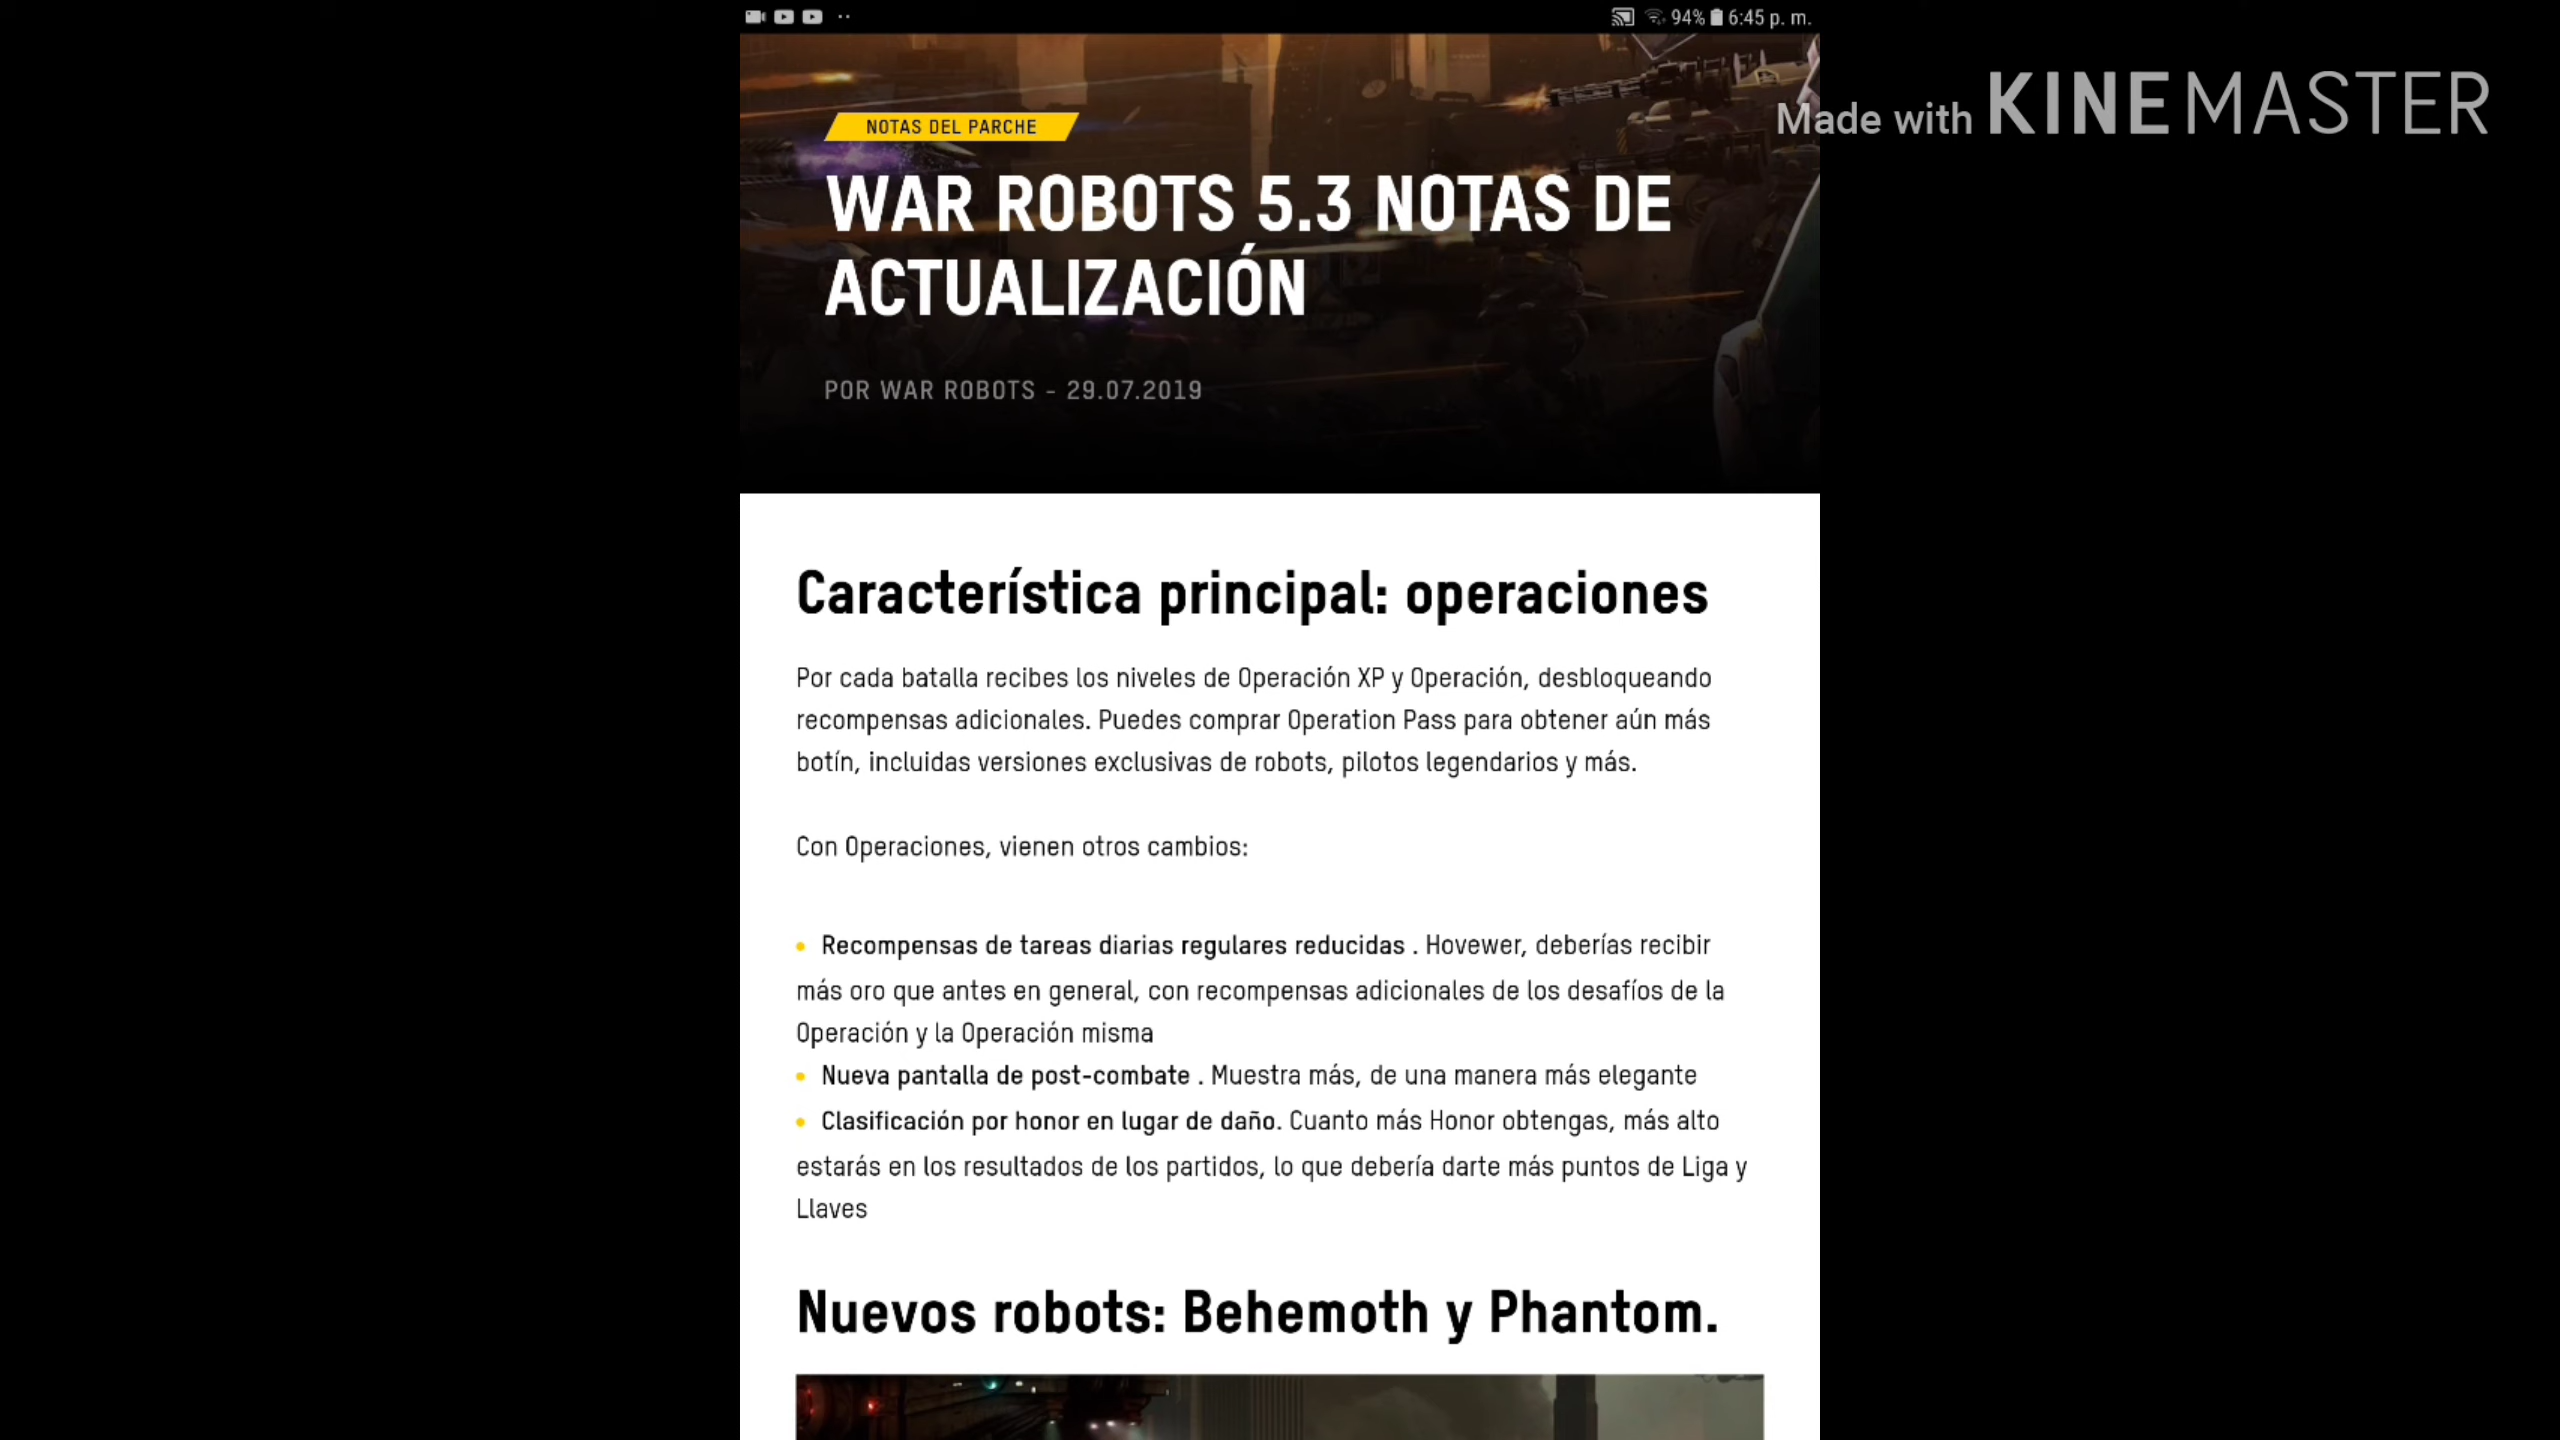 94% 6:45 p. m.
Made with KINEMASTER
NOTAS DEL PARCHE
WAR ROBOTS 5.3 NOTAS DE
ACTUALIZACIÓN
POR WAR ROBOTS - 29.07.2019
Característica principal: operaciones
Por cada batalla recibes los niveles de Operación XP y Operación, desbloqueando
recompensas adicionales. Puedes comprar Operation Pass para obtener aún más
botín, incluidas versiones exclusivas de robots, pilotos legendarios y más.
Con Operaciones, vienen otros cambios:
• Recompensas de tareas diarias regulares reducidas . Hovewer, deberías recibir
más oro que antes en general, con recompensas adicionales de los desafíos de la
Operación y la Operación misma
• Nueva pantalla de post-combate . Muestra más, de una manera más elegante
• Clasificación por honor en lugar de daño. Cuanto más Honor obtengas, más alto
estarás en los resultados de los partidos, lo que debería darte más puntos de Liga y
Llaves
Nuevos robots: Behemoth y Phantom.